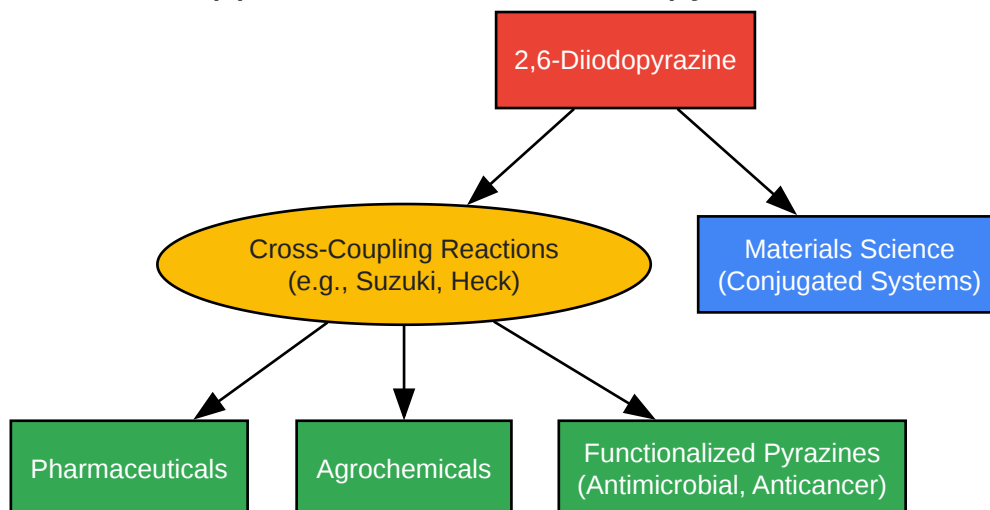 2,6-Diiodopyrazine
Cross-Coupling Reactions
(e.g., Suzuki, Heck)
Materials Science
(Conjugated Systems)
Pharmaceuticals
Agrochemicals
Functionalized Pyrazines
(Antimicrobial, Anticancer)